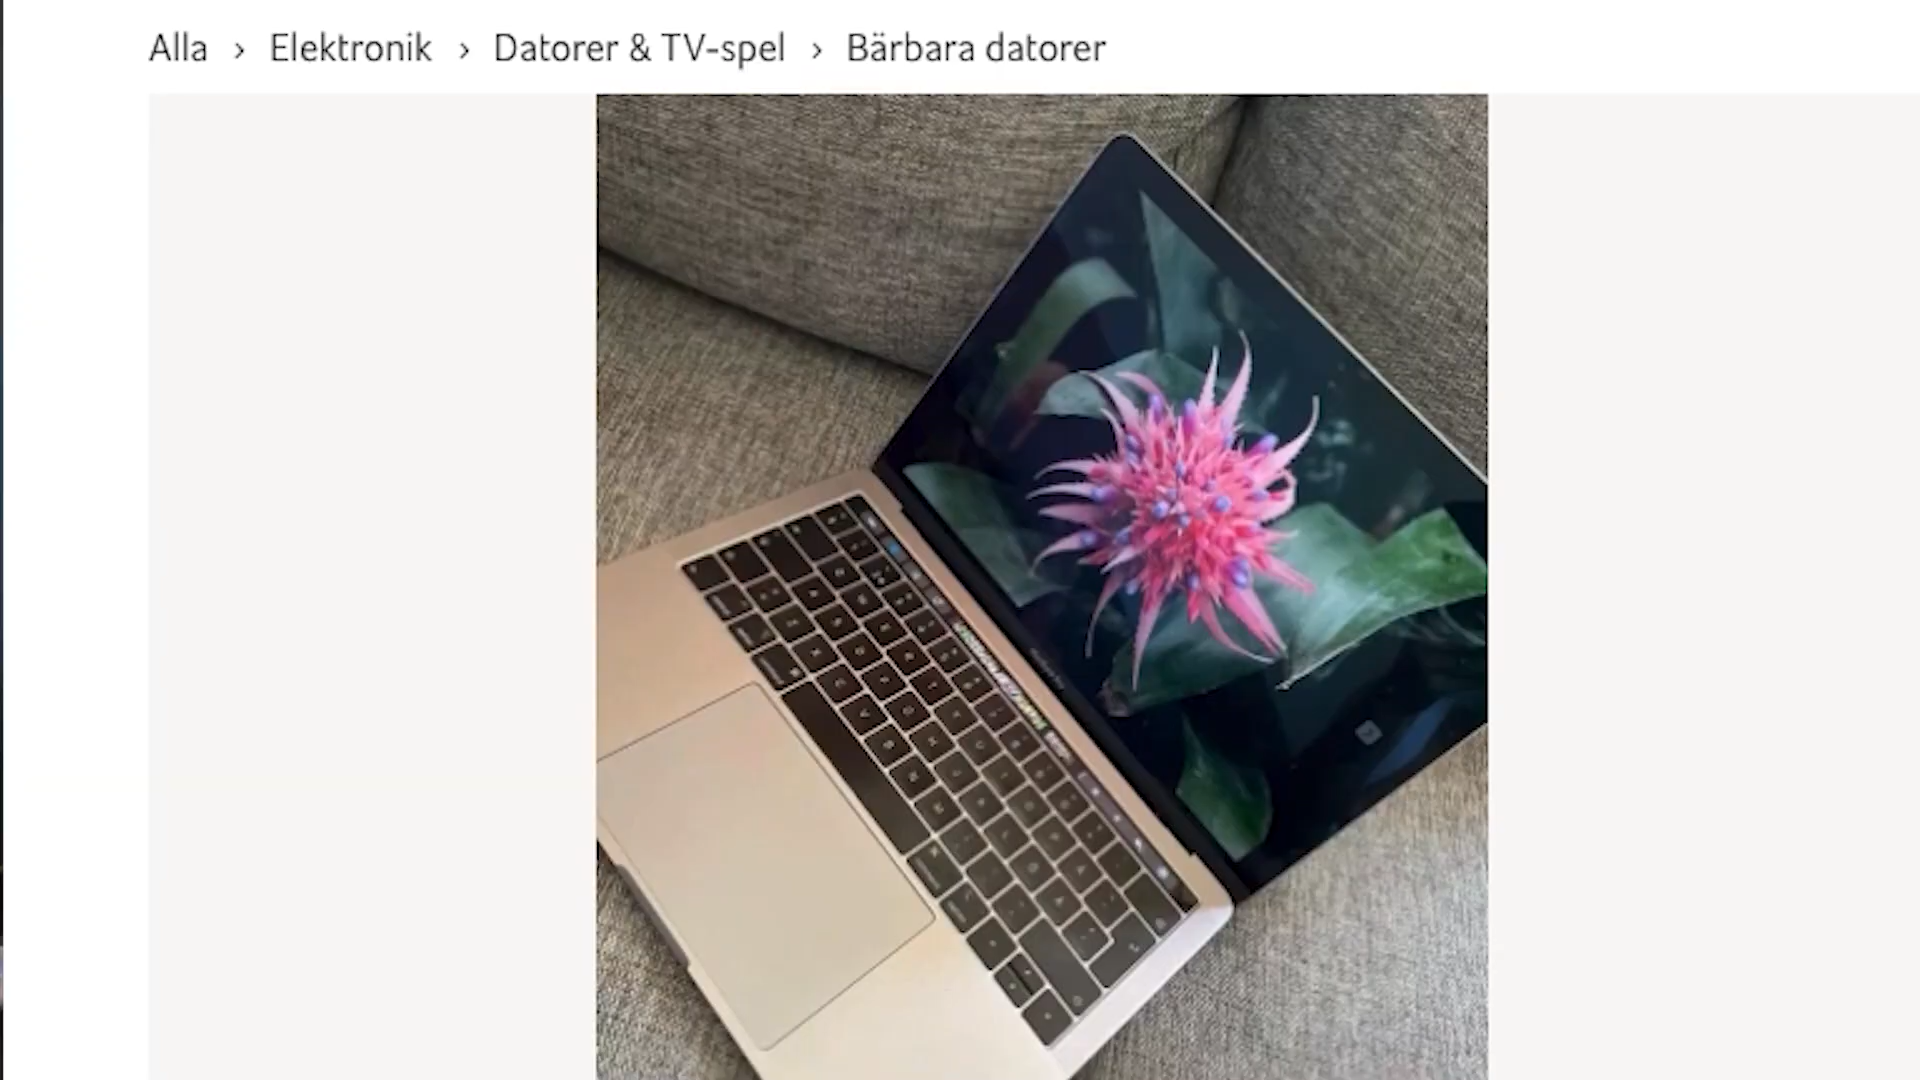 Alla › Elektronik › Datorer & TV-spel › Bärbara datorer